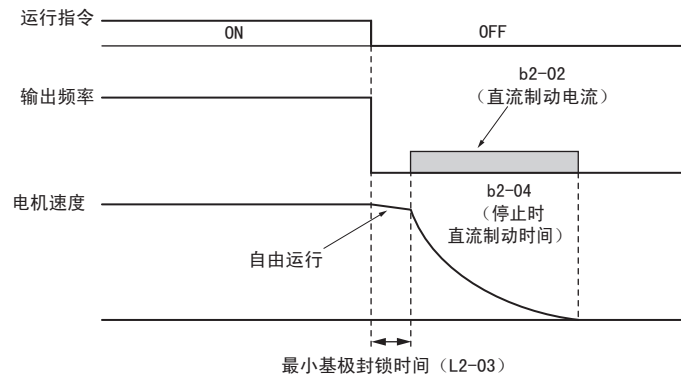 运行指令
ON
OFF
输出频率
b2-02
（直流制动电流）
电机速度
b2-04
（停止时
直流制动时间）
自由运行
最小基极封锁时间（L2-03）